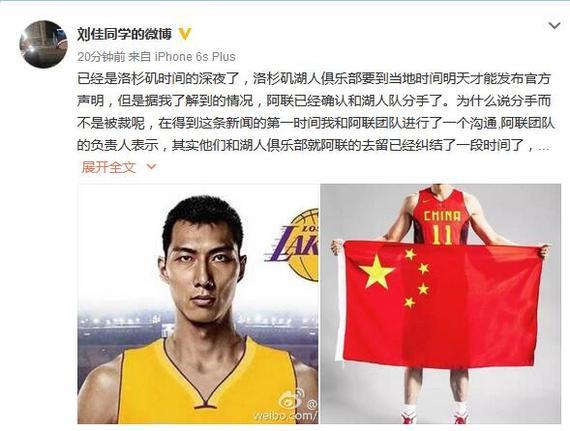 刘佳同学的微博
20分钟前 来自 iPhone 6s Plus
已经是洛杉矶时间的深夜了，洛杉矶湖人俱乐部要到当地时间明天才能发布官方
声明，但是据我了解到的情况，阿联已经确认和湖人队分手了。为什么说分手而
不是被裁呢，在得到这条新闻的第一时间我和阿联团队进行了一个沟通,阿联团队
的负责人表示，其实他们和湖人俱乐部就阿联的去留已经纠结了一段时间了，...
展开全文
LOS
LAK
CHINA
11
weibo.com/